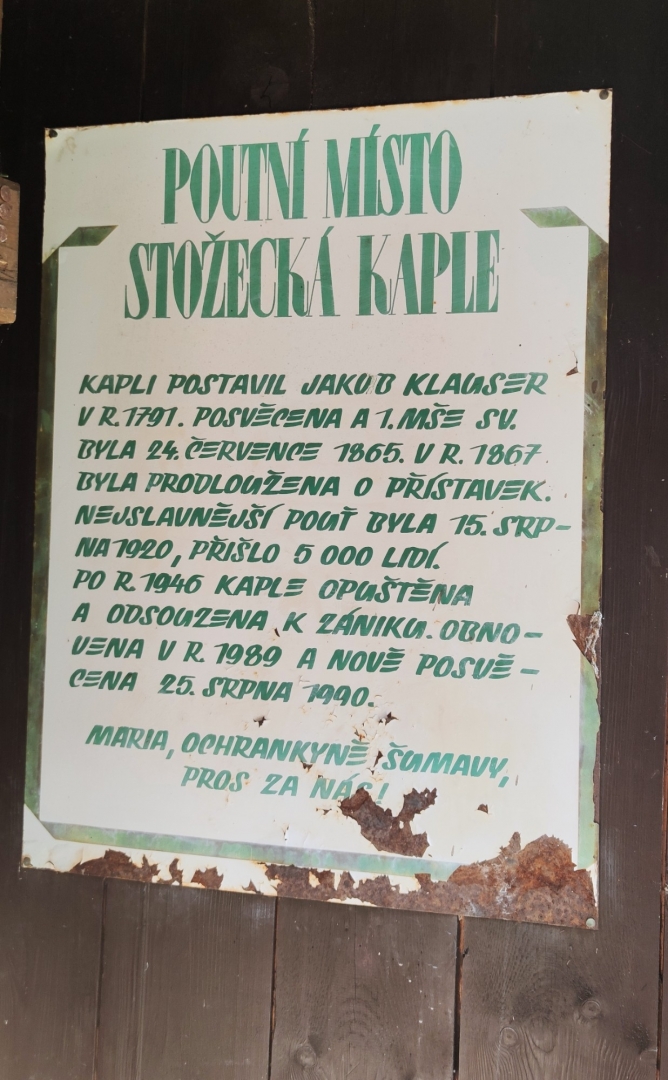 POUTNÍ MÍSTO
STOŽECKÁ KAPLE
KAPLI POSTAVIL JAKUB KLAUSER
V R. 1791. POSVĚCENA A 1. MŠE SV.
BYLA 24. ČERVENCE 1865. V R. 1867
BYLA PRODLOUŽENA O PŘÍSTAVEK.
NEJSLAVNĚJŠÍ POUŤ BYLA 15. SRP-
NA 1920, PŘIŠLO 5 000 LIDÍ.
PO R. 1946 KAPLE OPUŠTĚNA
A ODSOUZENA K ZÁNIKU. OBNO-
VENA V R. 1989 A NOVĚ POSVĚ-
CENA 25. SRPNA 1990.
MARIA, OCHRANKYNĚ ŠUMAVY,
PROS ZA NÁS!